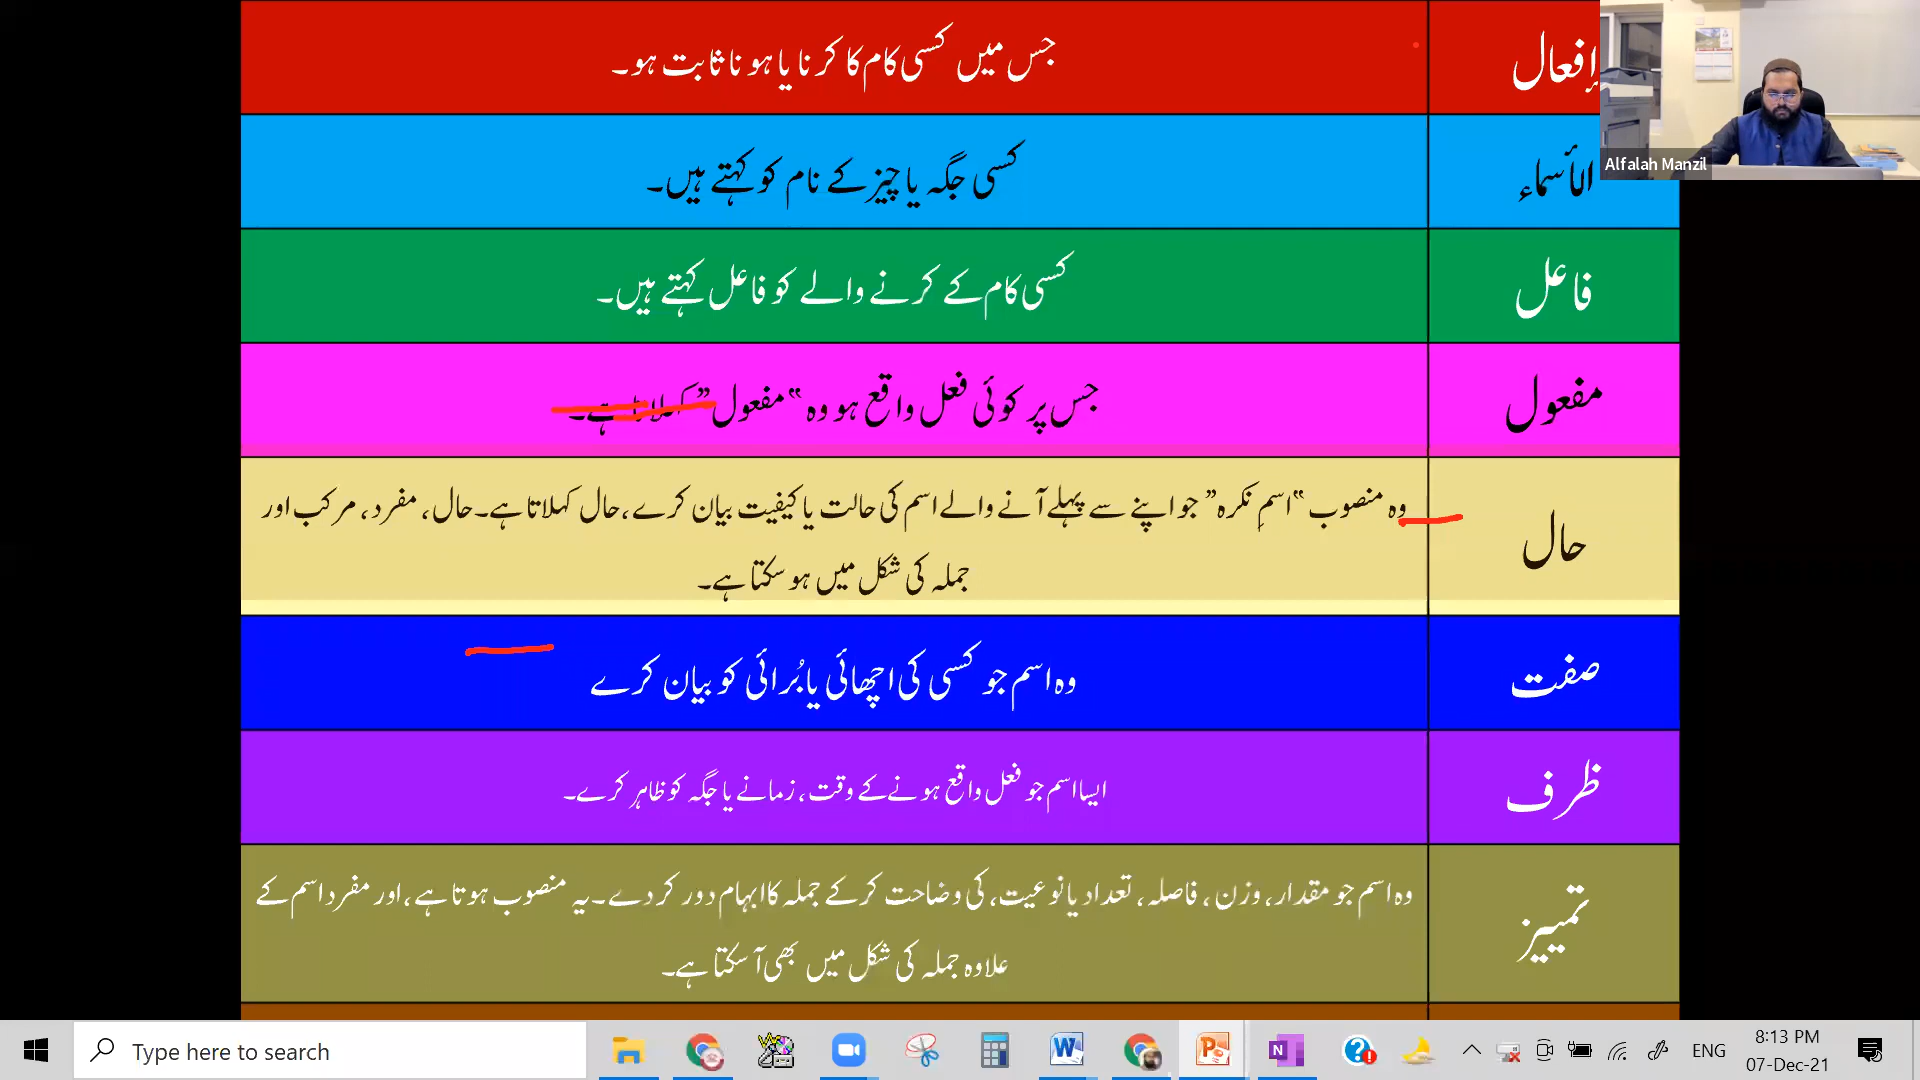 إفعال
جس میں کسی کام کا کرنا یا ہونا ثابت ہو۔
الأسماء
کسی جگہ یا چیز کے نام کو کہتے ہیں۔
فاعل
کسی کام کے کرنے والے کو فاعل کہتے ہیں۔
مفعول
جس پر کوئی فعل واقع ہو وہ "مفعول" کہلاتا ہے۔
حال
وہ منصوب "اسمِ نکرہ" جو اپنے سے پہلے آنے والے اسم کی حالت یا کیفیت بیان کرے، حال کہلاتا ہے۔ حال، مفرد، مرکب اور
جملہ کی شکل میں ہو سکتا ہے۔
صفت
وہ اسم جو کسی کی اچھائی یا بُرائی کو بیان کرے
ظرف
ایسا اسم جو فعل واقع ہونے کے وقت، زمانے یا جگہ کو ظاہر کرے۔
تمییز
وہ اسم جو مقدار، وزن، فاصلہ، تعداد یا نوعیت، کی وضاحت کر کے جملہ کا ابہام دور کر دے۔ یہ منصوب ہوتا ہے، اور مفرد اسم کے
علاوہ جملہ کی شکل میں بھی آ سکتا ہے۔
Alfalah Manzil
Type here to search
ENG
8:13 PM
07-Dec-21